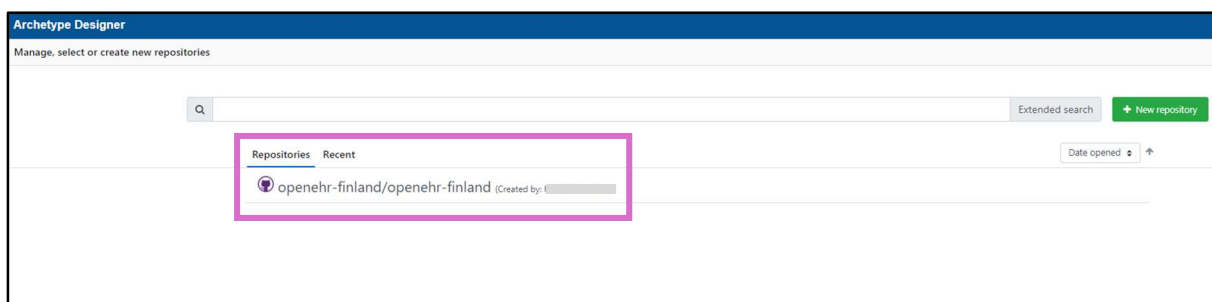 Archetype Designer
Manage, select or create new repositories
Extended search
+ New repository
Repositories Recent
Date opened
openehr-finland/openehr-finland (Created by: